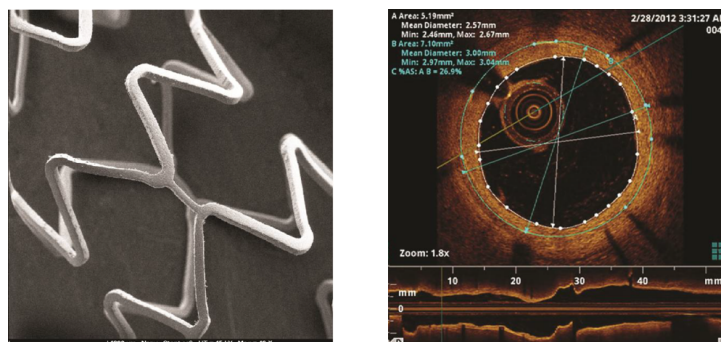 A Area: 5.19mm²
Mean Diameter: 2.57mm
Min: 2.46mm, Max: 2.67mm
B Area: 7.10mm²
Mean Diameter: 3.00mm
Min: 2.97mm, Max: 3.04mm
C %AS: A B = 26.9%
2/28/2012 3:31:27 A
004
Zoom: 1.8x
10 20 30 40 mm
mm
0